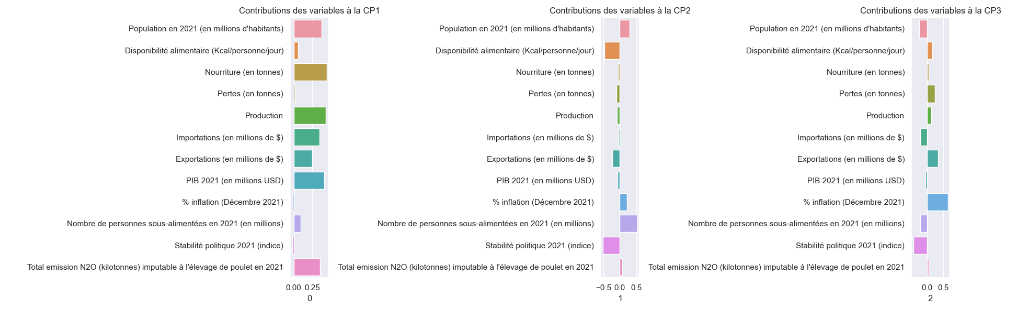 Contributions des variables à la CP1
Population en 2021 (en millions d'habitants)
Disponibilité alimentaire (Kcal/personne/jour)
Nourriture (en tonnes)
Pertes (en tonnes)
Production
Importations (en millions de $)
Exportations (en millions de $)
PIB 2021 (en millions USD)
% inflation (Décembre 2021)
Nombre de personnes sous-alimentées en 2021 (en millions)
Stabilité politique 2021 (indice)
Total emission N2O (kilotonnes) imputable à l'élevage de poulet en 2021
0.00 0.25
0
Contributions des variables à la CP2
Population en 2021 (en millions d'habitants)
Disponibilité alimentaire (Kcal/personne/jour)
Nourriture (en tonnes)
Pertes (en tonnes)
Production
Importations (en millions de $)
Exportations (en millions de $)
PIB 2021 (en millions USD)
% inflation (Décembre 2021)
Nombre de personnes sous-alimentées en 2021 (en millions)
Stabilité politique 2021 (indice)
Total emission N2O (kilotonnes) imputable à l'élevage de poulet en 2021
−0.5 0.0 0.5
1
Contributions des variables à la CP3
Population en 2021 (en millions d'habitants)
Disponibilité alimentaire (Kcal/personne/jour)
Nourriture (en tonnes)
Pertes (en tonnes)
Production
Importations (en millions de $)
Exportations (en millions de $)
PIB 2021 (en millions USD)
% inflation (Décembre 2021)
Nombre de personnes sous-alimentées en 2021 (en millions)
Stabilité politique 2021 (indice)
Total emission N2O (kilotonnes) imputable à l'élevage de poulet en 2021
0.0 0.5
2